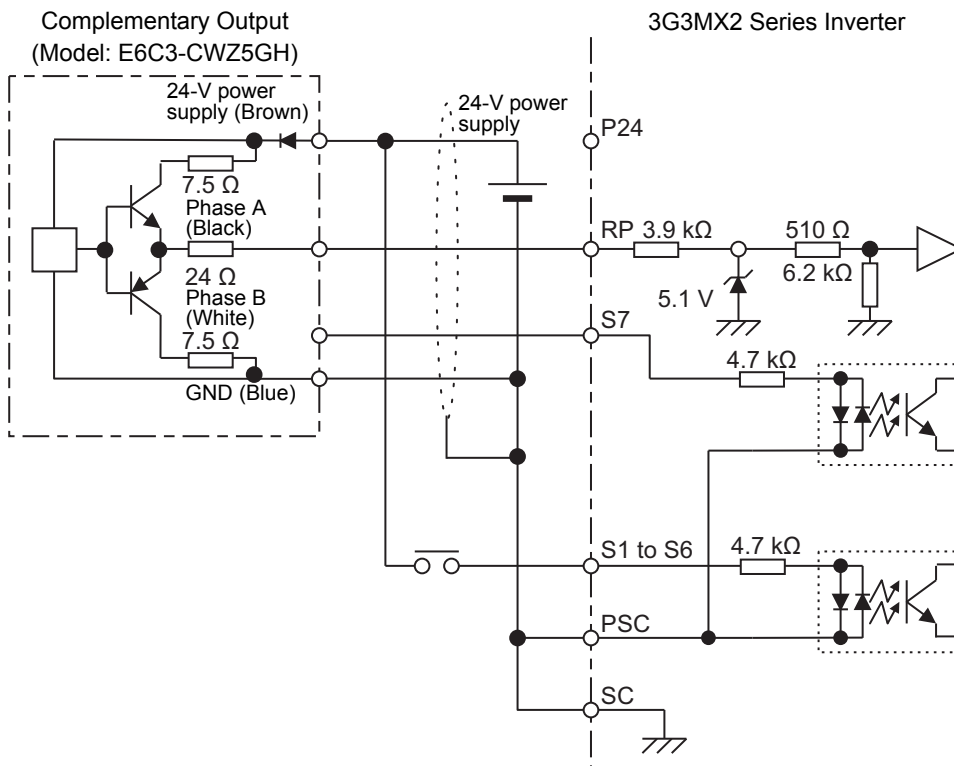 Complementary Output
(Model: E6C3-CWZ5GH)
3G3MX2 Series Inverter
24-V power
supply (Brown)
24-V power
supply
P24
7.5 Ω
Phase A
(Black)
RP
3.9 kΩ
510 Ω
6.2 kΩ
5.1 V
24 Ω
Phase B
(White)
S7
7.5 Ω
GND (Blue)
4.7 kΩ
S1 to S6
4.7 kΩ
PSC
SC